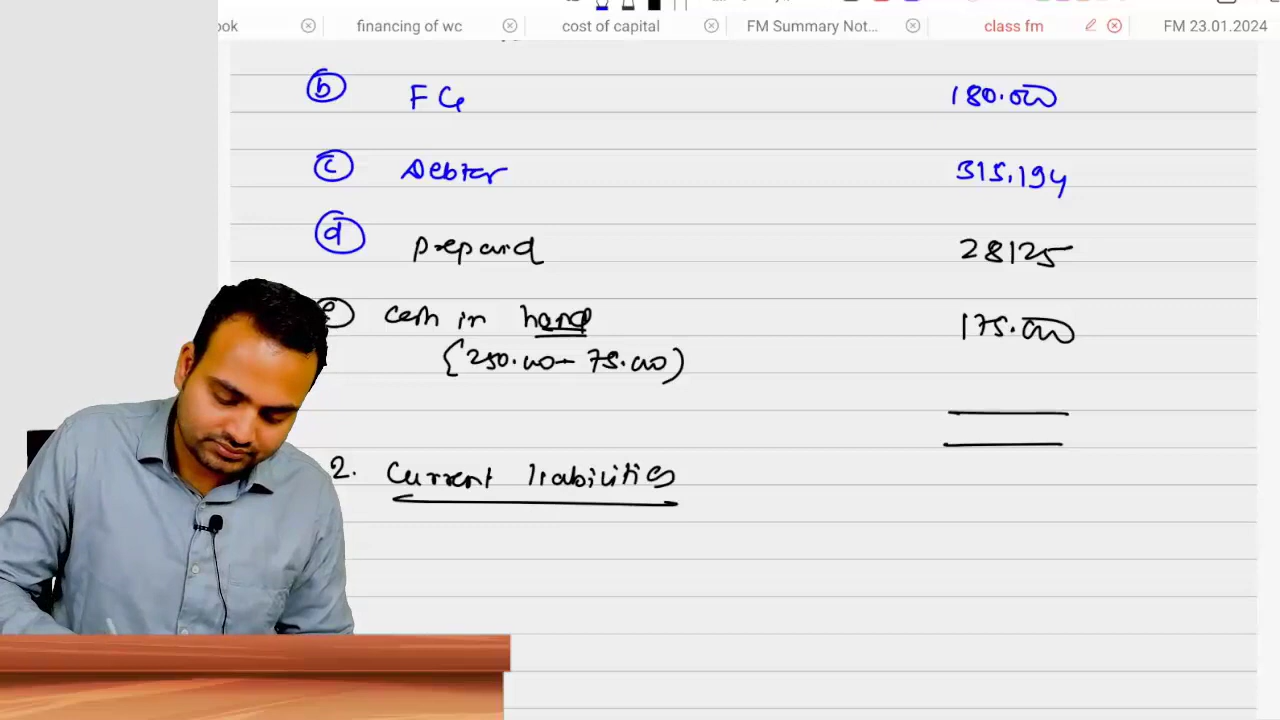 ook financing of wc cost of capital FM Summary Not... class fm FM 23.01.2024
b FG 180.000
c Debtor 315.194
d prepaid 28125
cash in hand 175.000
{250.000 - 75.000)
2. Current liabilities